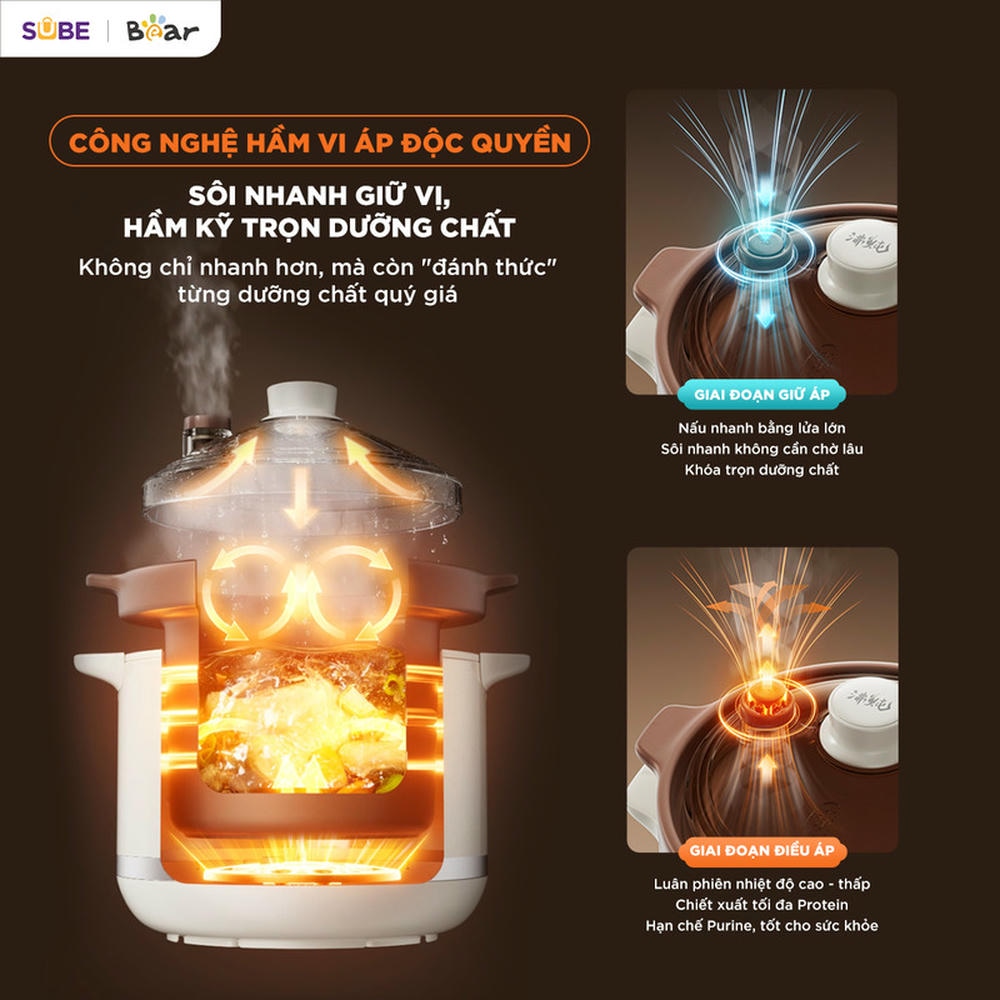 SUBE | Bear
CÔNG NGHỆ HẦM VI ÁP ĐỘC QUYỀN
SÔI NHANH GIỮ VỊ,
HẦM KỸ TRỌN DƯỠNG CHẤT
Không chỉ nhanh hơn, mà còn "đánh thức"
từng dưỡng chất quý giá
GIAI ĐOẠN GIỮ ÁP
Nấu nhanh bằng lửa lớn
Sôi nhanh không cần chờ lâu
Khóa trọn dưỡng chất
GIAI ĐOẠN ĐIỀU ÁP
Luân phiên nhiệt độ cao - thấp
Chiết xuất tối đa Protein
Hạn chế Purine, tốt cho sức khỏe